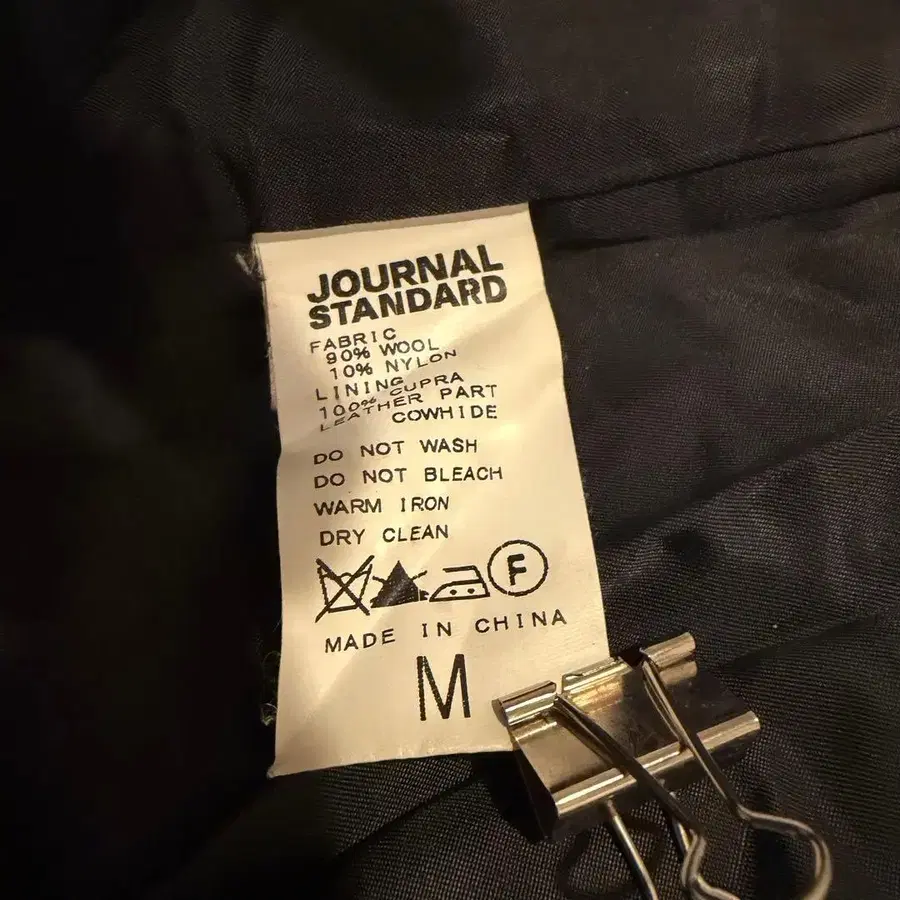 JOURNAL
STANDARD
FABRIC
90% WOOL
10% NYLON
LINING
100% CUPRA
LEATHER PART
COWHIDE
DO NOT WASH
DO NOT BLEACH
WARM IRON
DRY CLEAN
F
MADE IN CHINA
M